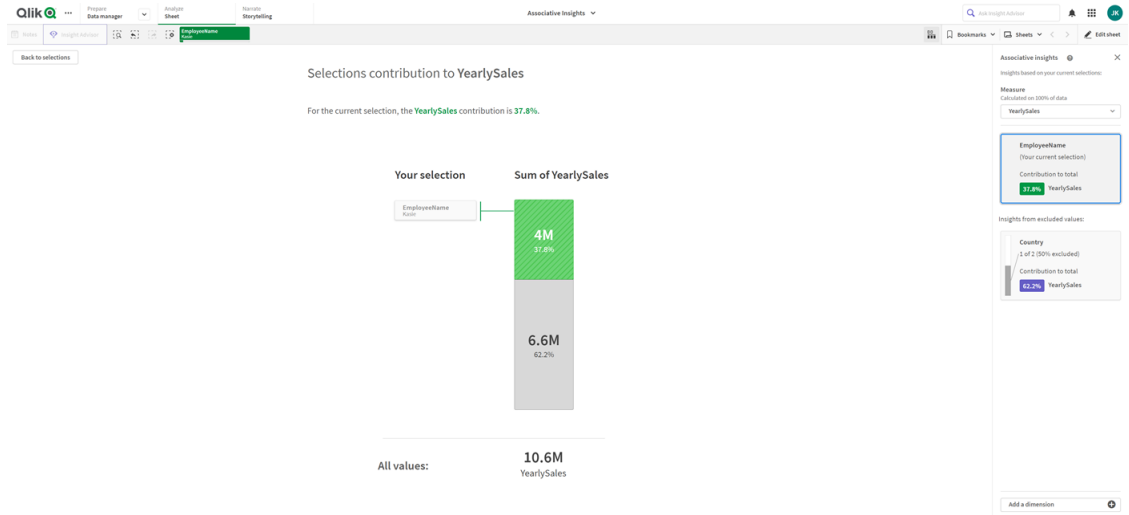 Qlik
Prepare
Data manager
Analyze
Sheet
Narrate
Storytelling
Associative Insights
Ask Insight Advisor
JK
Notes
Insight Advisor
EmployeeName
Kasie
Bookmarks
Sheets
Edit sheet
Back to selections
Selections contribution to YearlySales
For the current selection, the YearlySales contribution is 37.8%.
Your selection
Sum of YearlySales
EmployeeName
Kasie
4M
37.8%
6.6M
62.2%
All values:
10.6M
YearlySales
Associative insights
Insights based on your current selections:
Measure
Calculated on 100% of data
YearlySales
EmployeeName
(Your current selection)
Contribution to total
37.8% YearlySales
Insights from excluded values:
Country
1 of 2 (50% excluded)
Contribution to total
62.2% YearlySales
Add a dimension